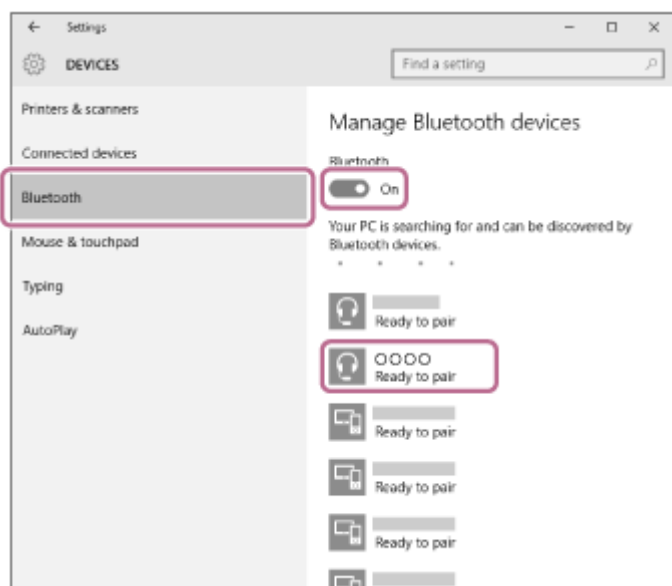 Settings
DEVICES
Find a setting
Printers & scanners
Connected devices
Bluetooth
Mouse & touchpad
Typing
AutoPlay
Manage Bluetooth devices
Bluetooth
On
Your PC is searching for and can be discovered by
Bluetooth devices.
Ready to pair
OOOO
Ready to pair
Ready to pair
Ready to pair
Ready to pair